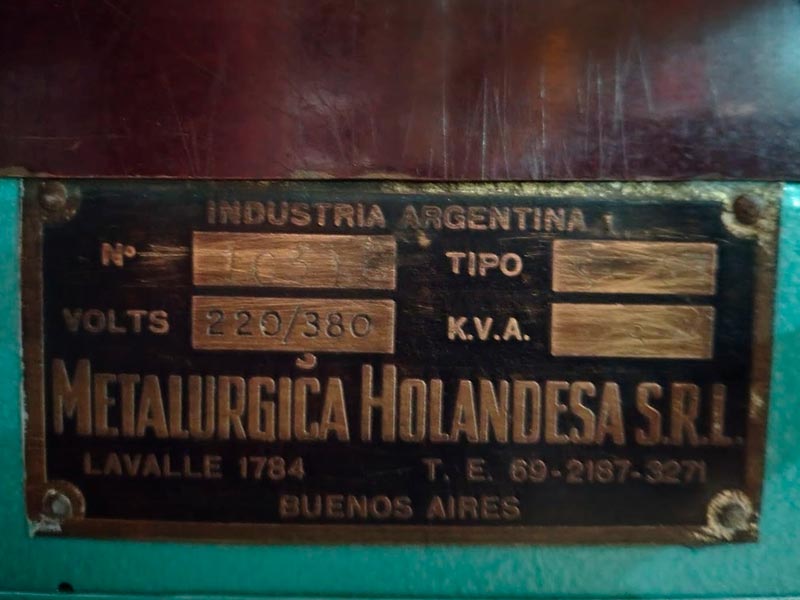 INDUSTRIA ARGENTINA
Nº TIPO
VOLTS 220/380 K.V.A.
METALURGICA HOLANDESA S.R.L.
LAVALLE 1784 T. E. 69-2187-3271
BUENOS AIRES